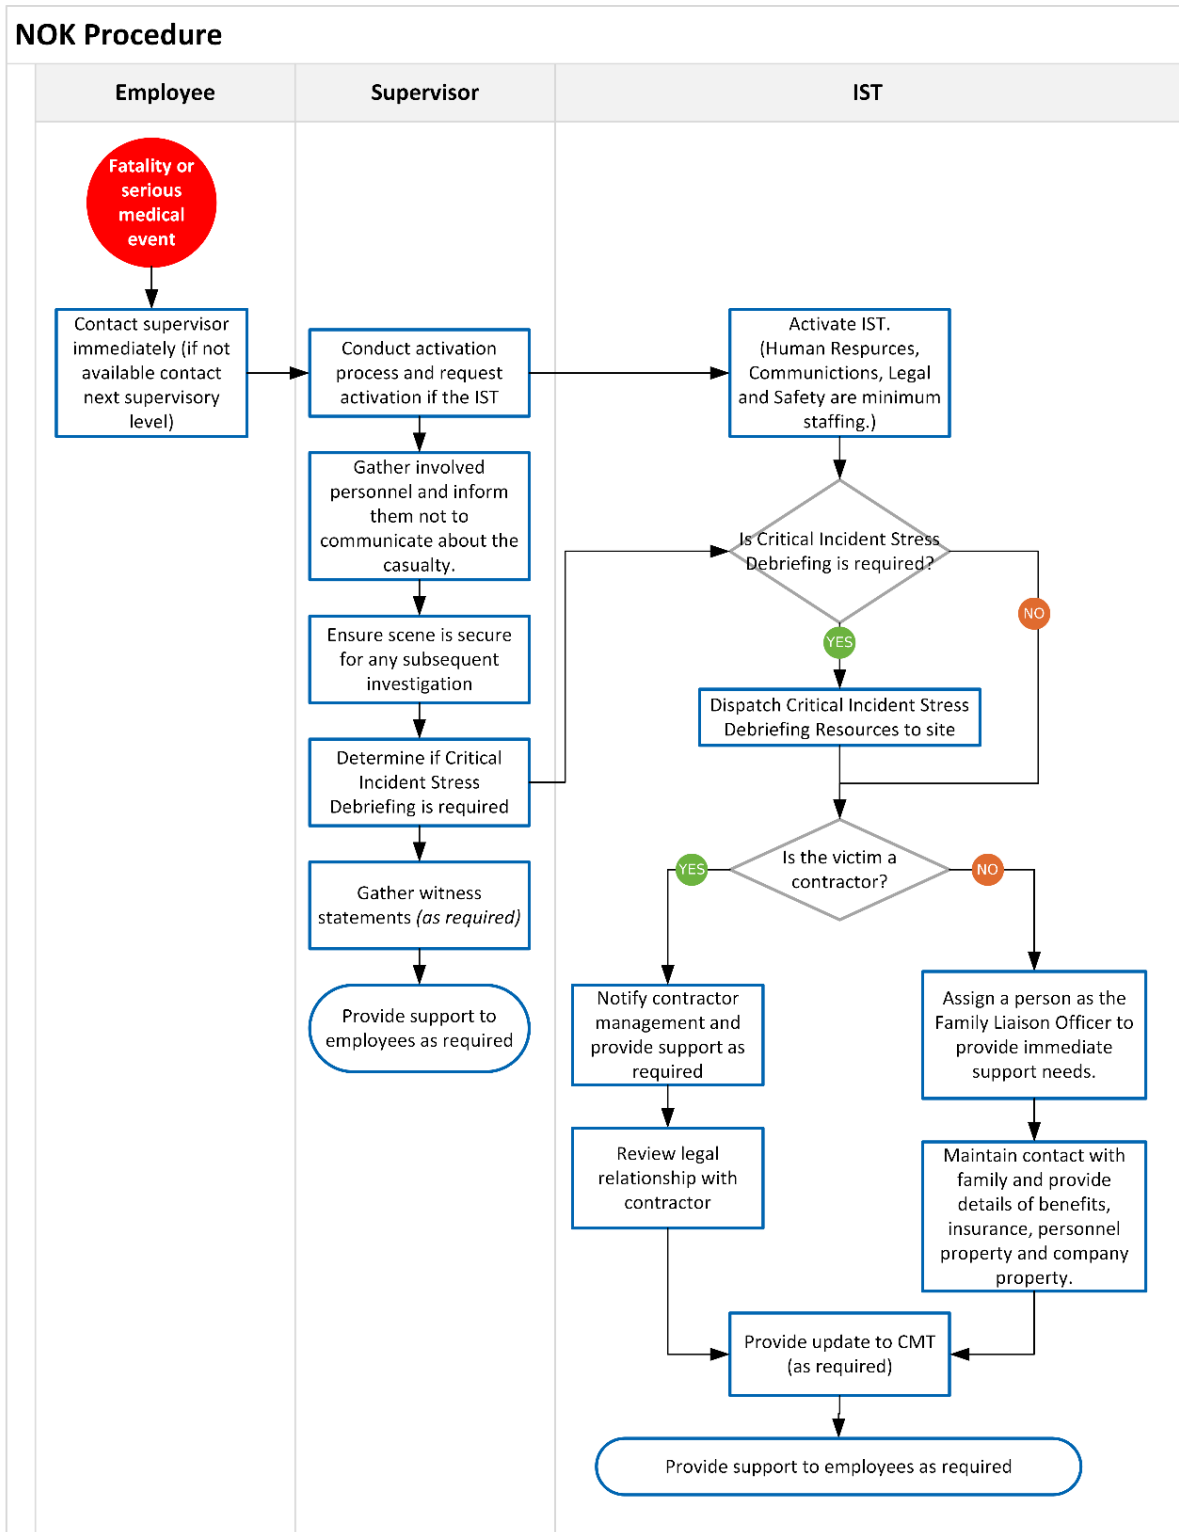 NOK Procedure
Employee
Supervisor
IST
Fatality or
serious
medical
event
Contact supervisor
immediately (if not
available contact
next supervisory
level)
Conduct activation
process and request
activation if the IST
Activate IST.
(Human Respurces,
Communictions, Legal
and Safety are minimum
staffing.)
Gather involved
personnel and inform
them not to
communicate about the
casualty.
Is Critical Incident Stress
Debriefing is required?
Ensure scene is secure
for any subsequent
investigation
NO
YES
Dispatch Critical Incident Stress
Debriefing Resources to site
Determine if Critical
Incident Stress
Debriefing is required
Is the victim a
contractor?
YES
NO
Gather witness
statements (as required)
Provide support to
employees as required
Notify contractor
management and
provide support as
required
Assign a person as the
Family Liaison Officer to
provide immediate
support needs.
Review legal
relationship with
contractor
Maintain contact with
family and provide
details of benefits,
insurance, personnel
property and company
property.
Provide update to CMT
(as required)
Provide support to employees as required